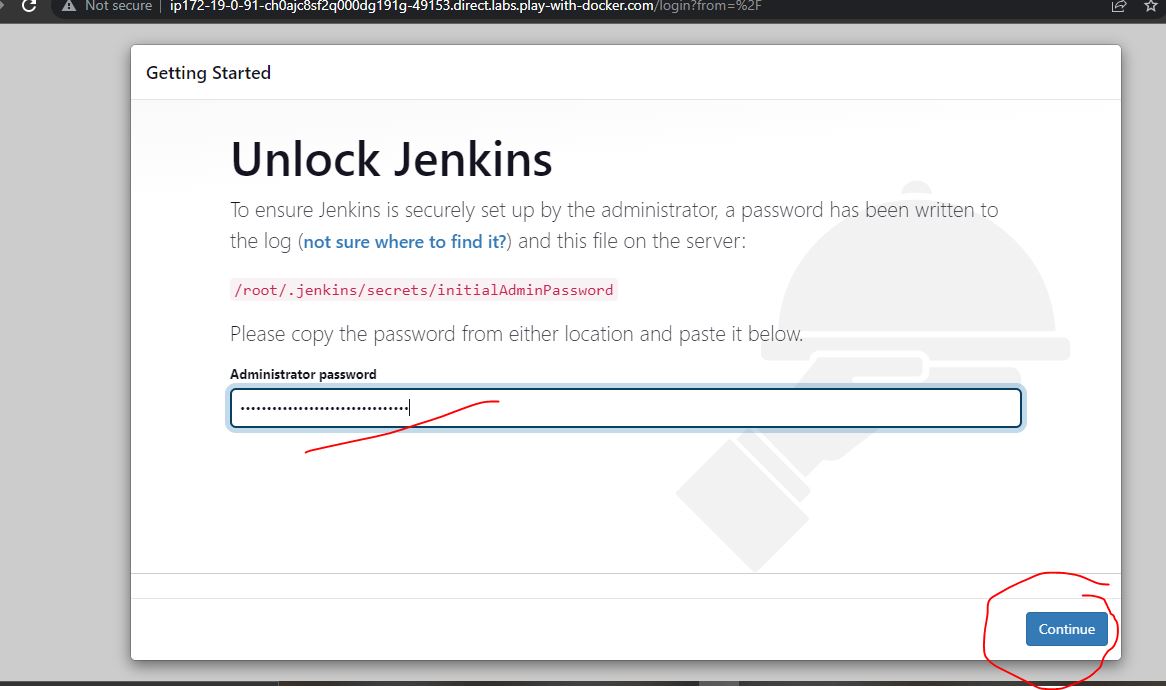 Not secure | ip172-19-0-91-ch0ajc8sf2q000dg191g-49153.direct.labs.play-with-docker.com/login?from=%2F
Getting Started
Unlock Jenkins
To ensure Jenkins is securely set up by the administrator, a password has been written to
the log (not sure where to find it?) and this file on the server:
/root/.jenkins/secrets/initialAdminPassword
Please copy the password from either location and paste it below.
Administrator password
Continue